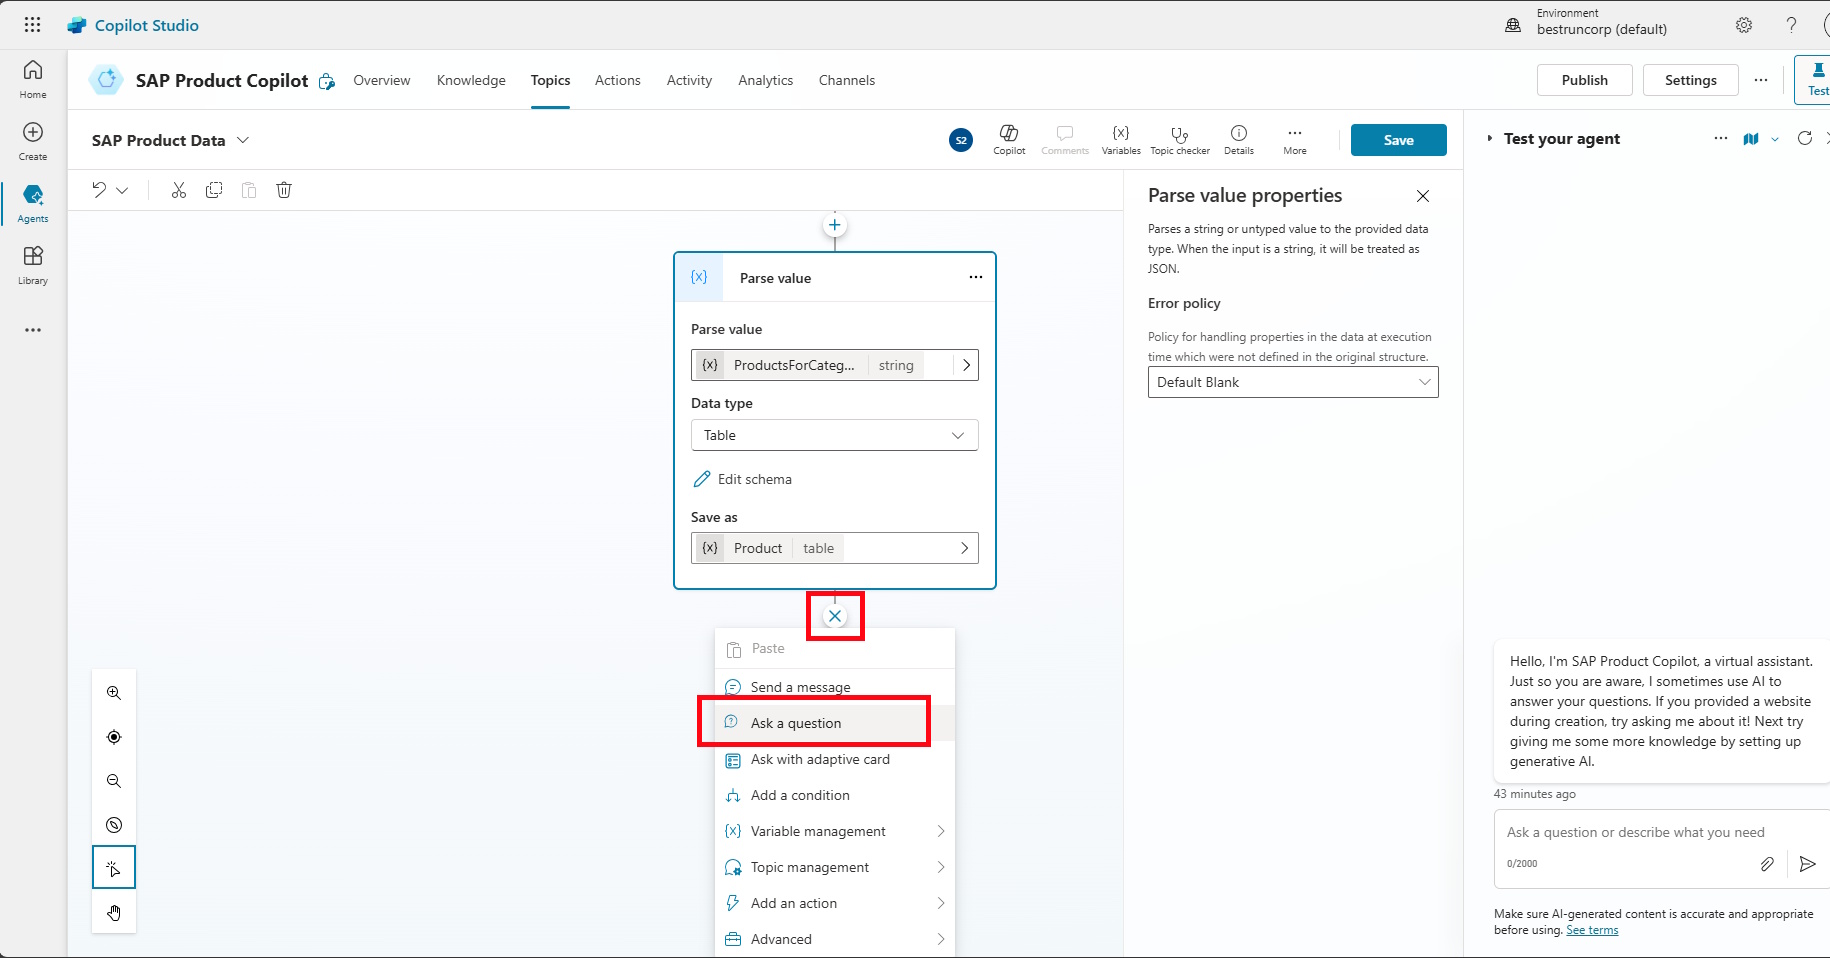 Copilot Studio
Environment
bestruncorp (default)
Home
Create
Agents
Library
SAP Product Copilot
Overview
Knowledge
Topics
Actions
Activity
Analytics
Channels
Publish
Settings
Test
SAP Product Data
S2
Copilot
Comments
{x}
Variables
Topic checker
Details
More
Save
Test your agent
{x}
Parse value
Parse value
{x} ProductsForCateg... string
Data type
Table
Edit schema
Save as
{x} Product table
Paste
Send a message
Ask a question
Ask with adaptive card
Add a condition
{x} Variable management
Topic management
Add an action
Advanced
Parse value properties
Parses a string or untyped value to the provided data
type. When the input is a string, it will be treated as
JSON.
Error policy
Policy for handling properties in the data at execution
time which were not defined in the original structure.
Default Blank
Hello, I'm SAP Product Copilot, a virtual assistant.
Just so you are aware, I sometimes use AI to
answer your questions. If you provided a website
during creation, try asking me about it! Next try
giving me some more knowledge by setting up
generative AI.
43 minutes ago
Ask a question or describe what you need
0/2000
Make sure AI-generated content is accurate and appropriate
before using. See terms